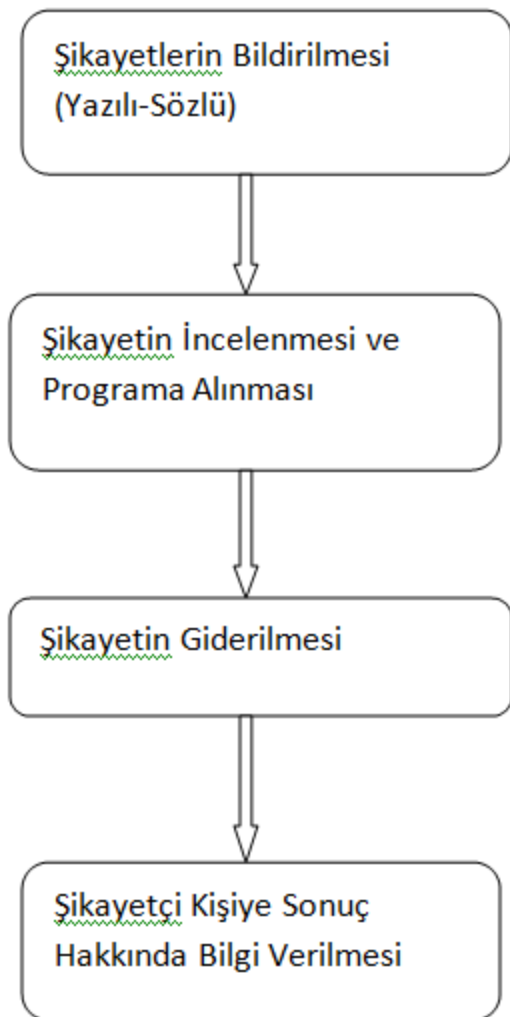 Şikayetlerin Bildirilmesi
(Yazılı-Sözlü)
Şikayetin İncelenmesi ve
Programa Alınması
Şikayetin Giderilmesi
Şikayetçi Kişiye Sonuç
Hakkında Bilgi Verilmesi